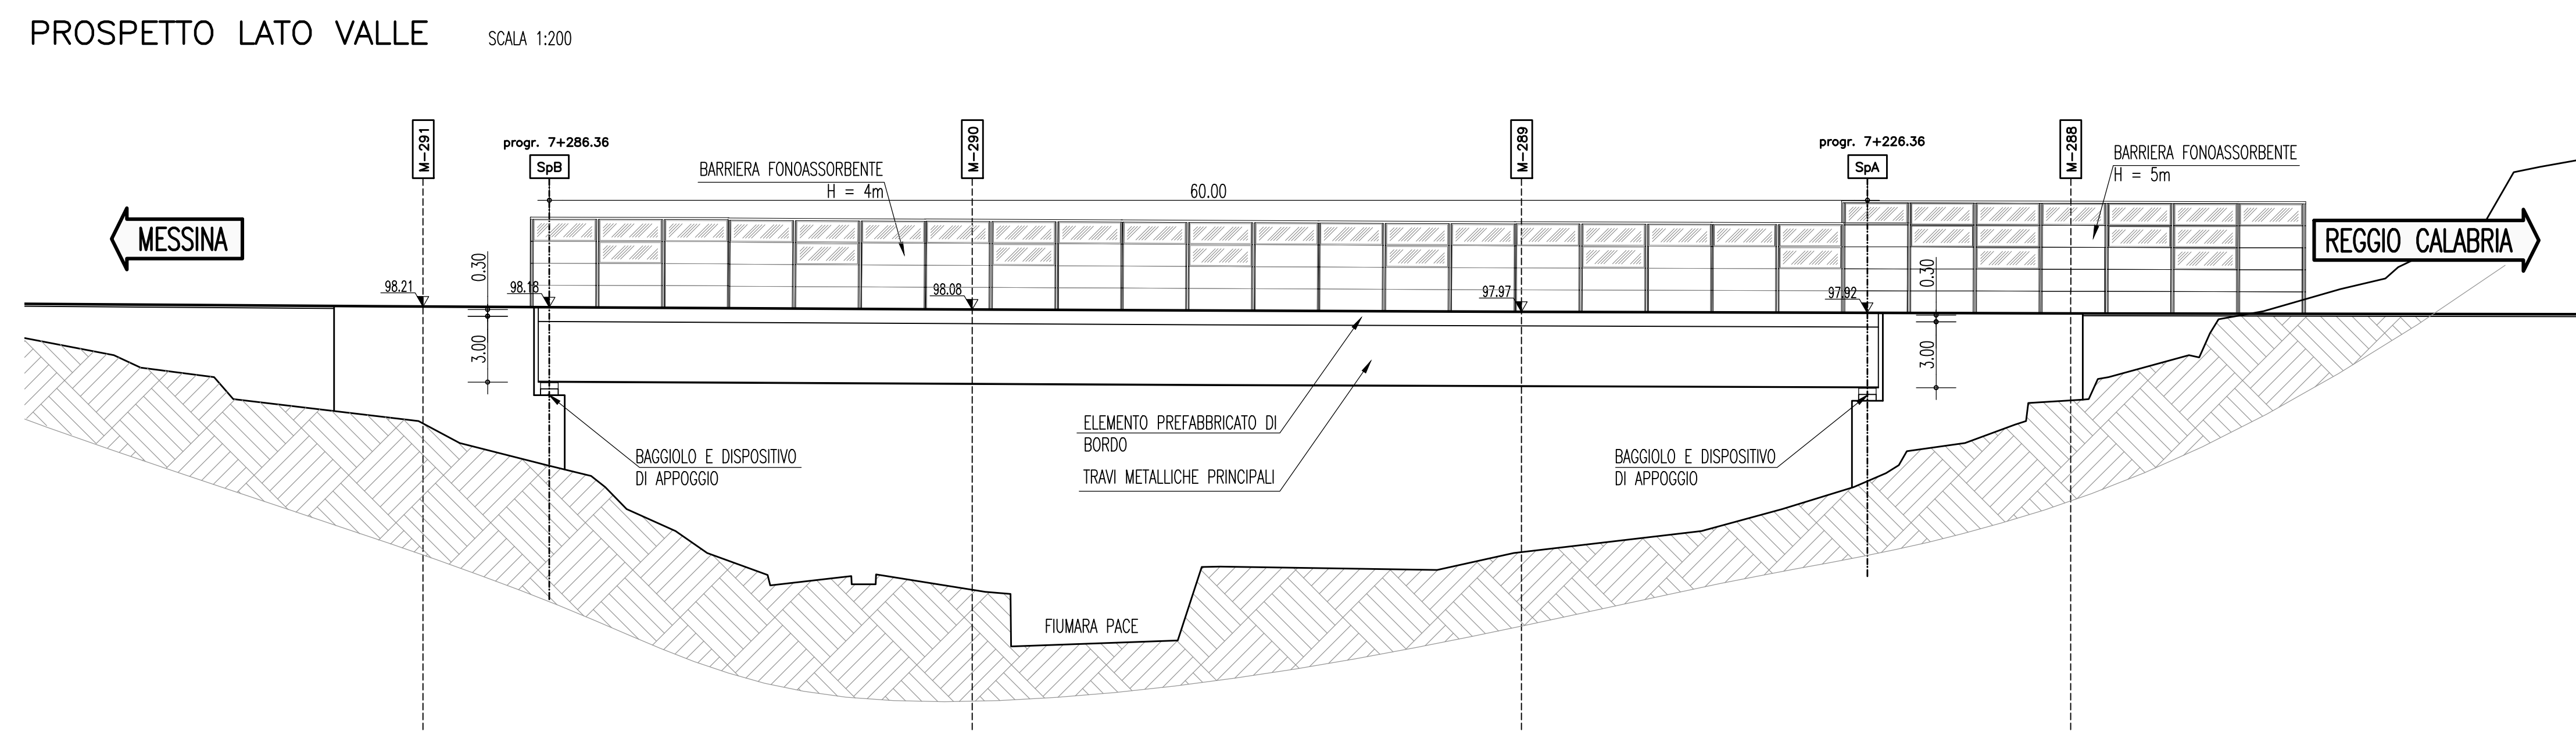 PROSPETTO LATO VALLE SCALA 1:200
M-291
progr. 7+286.36
SpB
M-290
M-289
progr. 7+226.36
SpA
M-288
BARRIERA FONOASSORBENTE
H = 4m
60.00
BARRIERA FONOASSORBENTE
H = 5m
MESSINA
REGGIO CALABRIA
98.21
0.30
98.18
98.08
97.97
97.92
0.30
3.00
3.00
ELEMENTO PREFABBRICATO DI
BORDO
TRAVI METALLICHE PRINCIPALI
BAGGIOLO E DISPOSITIVO
DI APPOGGIO
BAGGIOLO E DISPOSITIVO
DI APPOGGIO
FIUMARA PACE